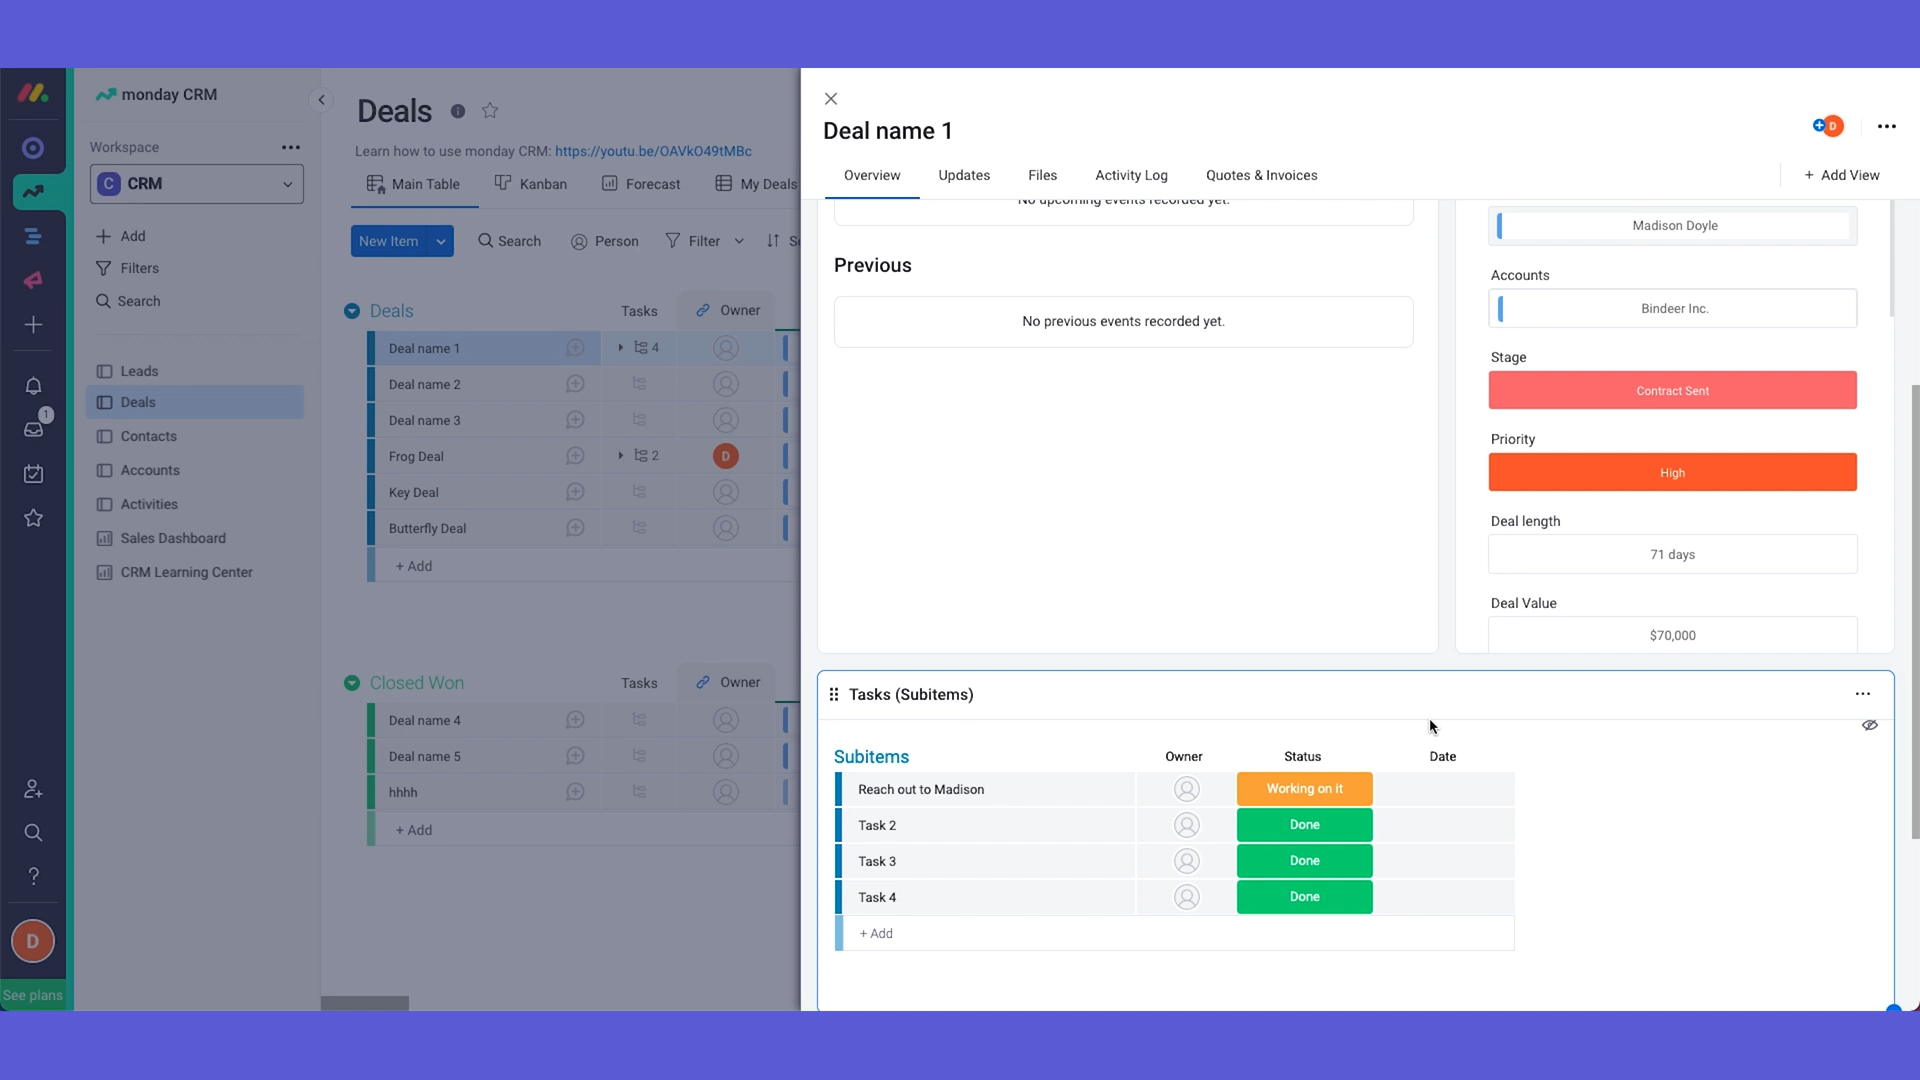 monday CRM
Workspace
C CRM
Add
Filters
Search
Leads
Deals
Contacts
Accounts
Activities
Sales Dashboard
CRM Learning Center
1
D
See plans
Deals
Learn how to use monday CRM: https://youtu.be/OAVkO49tMBc
Main Table Kanban Forecast My Deals
New Item Search Person Filter
Deals Tasks Owner
Deal name 1 4
Deal name 2
Deal name 3
Frog Deal 2 D
Key Deal
Butterfly Deal
+ Add
Closed Won Tasks Owner
Deal name 4
Deal name 5
hhhh
+ Add
Deal name 1
D
Overview Updates Files Activity Log Quotes & Invoices + Add View
No upcoming events recorded yet.
Previous
No previous events recorded yet.
Madison Doyle
Accounts
Bindeer Inc.
Stage
Contract Sent
Priority
High
Deal length
71 days
Deal Value
$70,000
Tasks (Subitems)
Subitems Owner Status Date
Reach out to Madison Working on it
Task 2 Done
Task 3 Done
Task 4 Done
+ Add